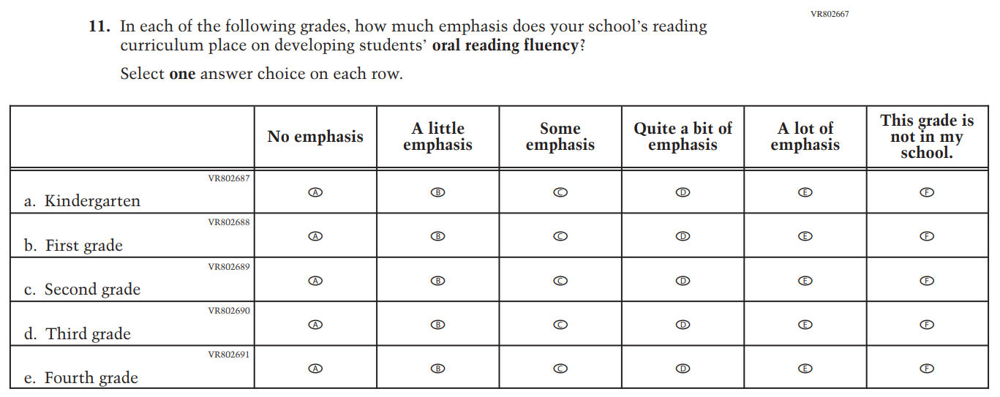 VR802667
11. In each of the following grades, how much emphasis does your school’s reading
curriculum place on developing students’ oral reading fluency?
Select one answer choice on each row.
No emphasis
A little
emphasis
Some
emphasis
Quite a bit of
emphasis
A lot of
emphasis
This grade is
not in my
school.
VR802687
a. Kindergarten
A B C D E F
VR802688
b. First grade
A B C D E F
VR802689
c. Second grade
A B C D E F
VR802690
d. Third grade
A B C D E F
VR802691
e. Fourth grade
A B C D E F